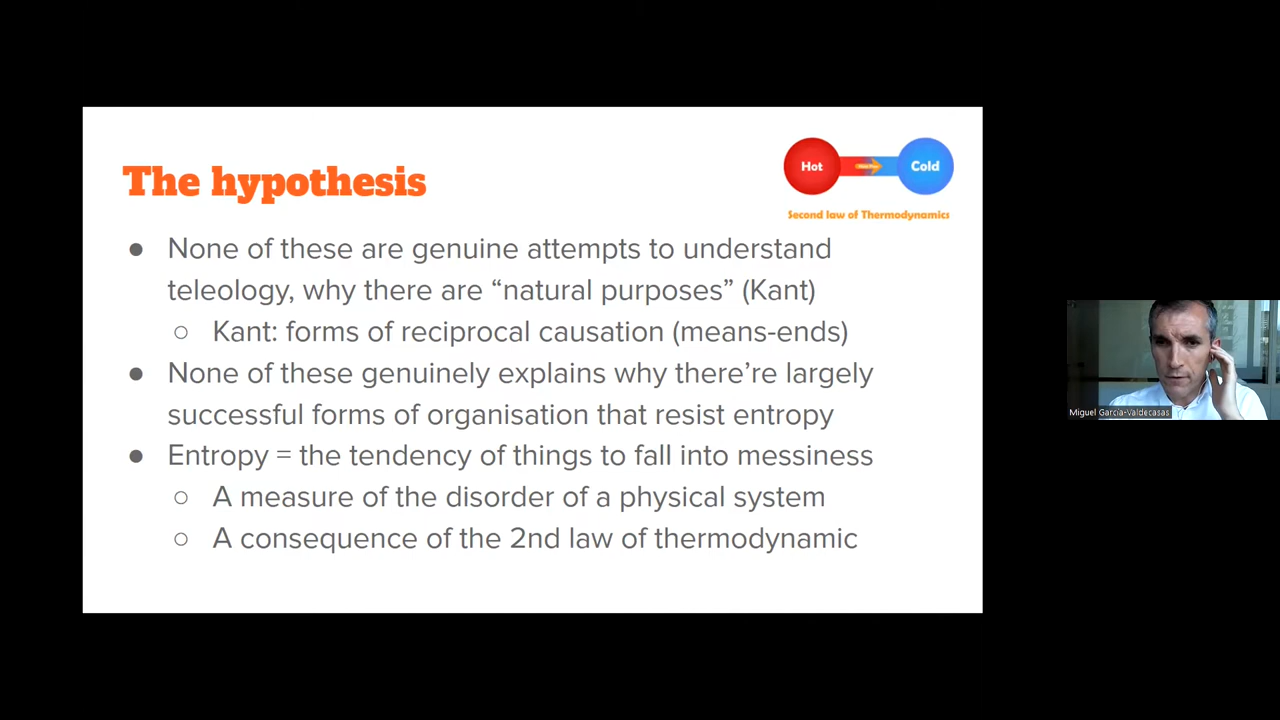 The hypothesis
Hot
Cold
Second law of Thermodynamics
● None of these are genuine attempts to understand
teleology, why there are “natural purposes” (Kant)
○ Kant: forms of reciprocal causation (means-ends)
● None of these genuinely explains why there’re largely
successful forms of organisation that resist entropy
● Entropy = the tendency of things to fall into messiness
○ A measure of the disorder of a physical system
○ A consequence of the 2nd law of thermodynamic
Miguel García-Valdecasas